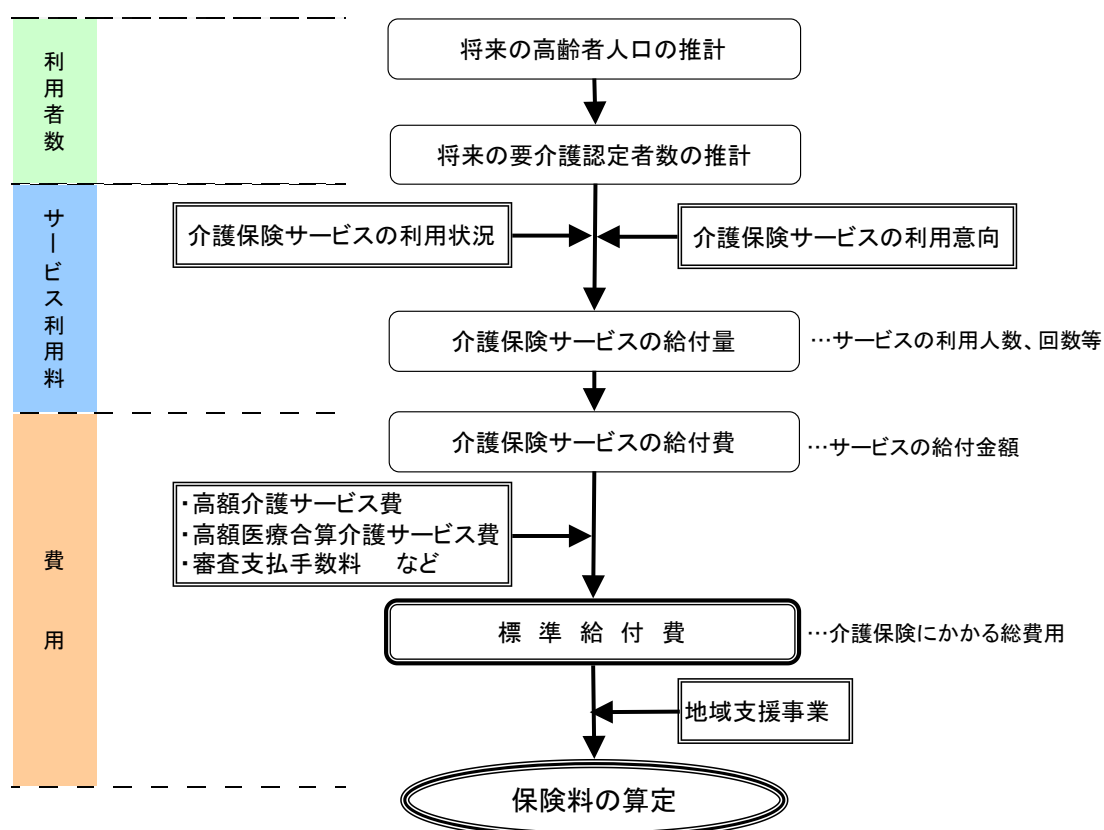 利用者数
将来の高齢者人口の推計
将来の要介護認定者数の推計
サービス利用料
介護保険サービスの利用状況
介護保険サービスの利用意向
介護保険サービスの給付量
…サービスの利用人数、回数等
費用
介護保険サービスの給付費
…サービスの給付金額
・高額介護サービス費
・高額医療合算介護サービス費
・審査支払手数料 など
標準給付費
…介護保険にかかる総費用
地域支援事業
保険料の算定